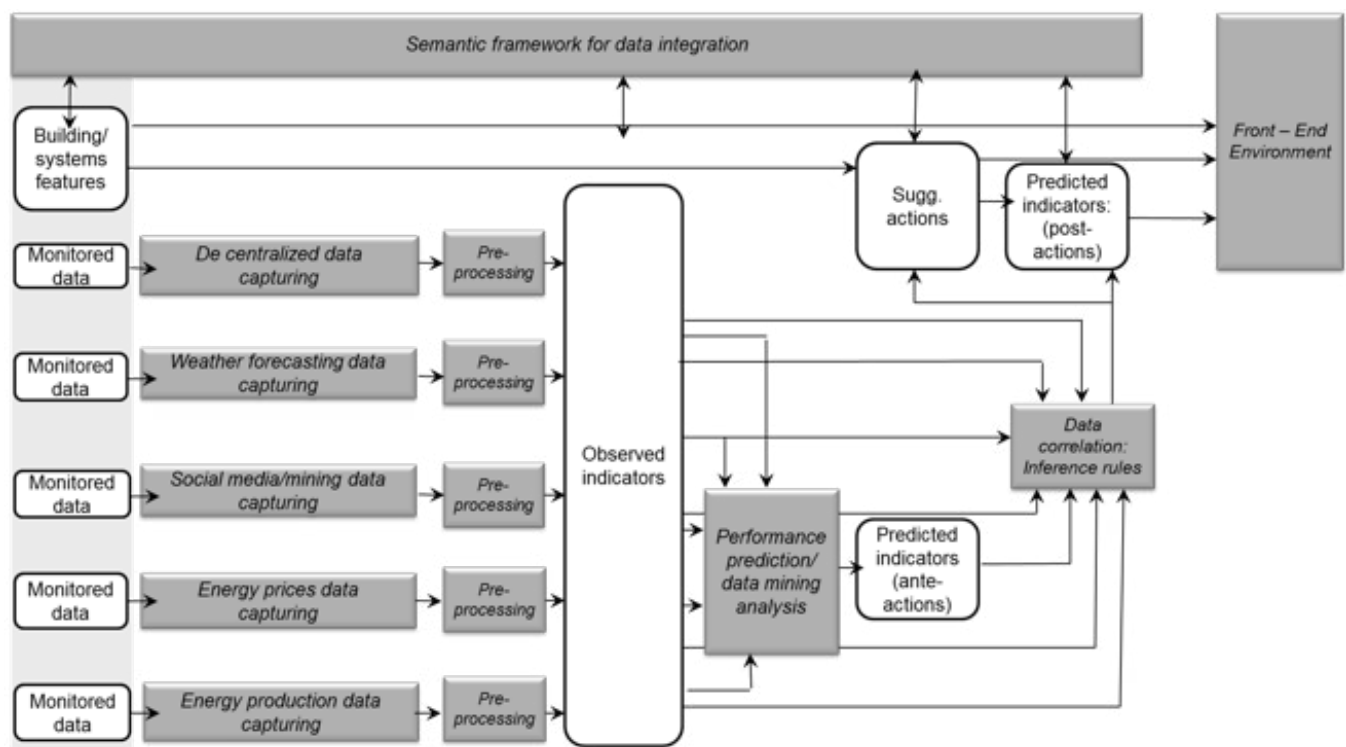 Semantic framework for data integration
Front – End
Environment
Building/
systems
features
Sugg.
actions
Predicted
indicators:
(post-
actions)
Monitored
data
De centralized data
capturing
Pre-
processing
Monitored
data
Weather forecasting data
capturing
Pre-
processing
Observed
indicators
Data
correlation:
Inference rules
Monitored
data
Social media/mining data
capturing
Pre-
processing
Performance
prediction/
data mining
analysis
Predicted
indicators
(ante-
actions)
Monitored
data
Energy prices data
capturing
Pre-
processing
Monitored
data
Energy production data
capturing
Pre-
processing